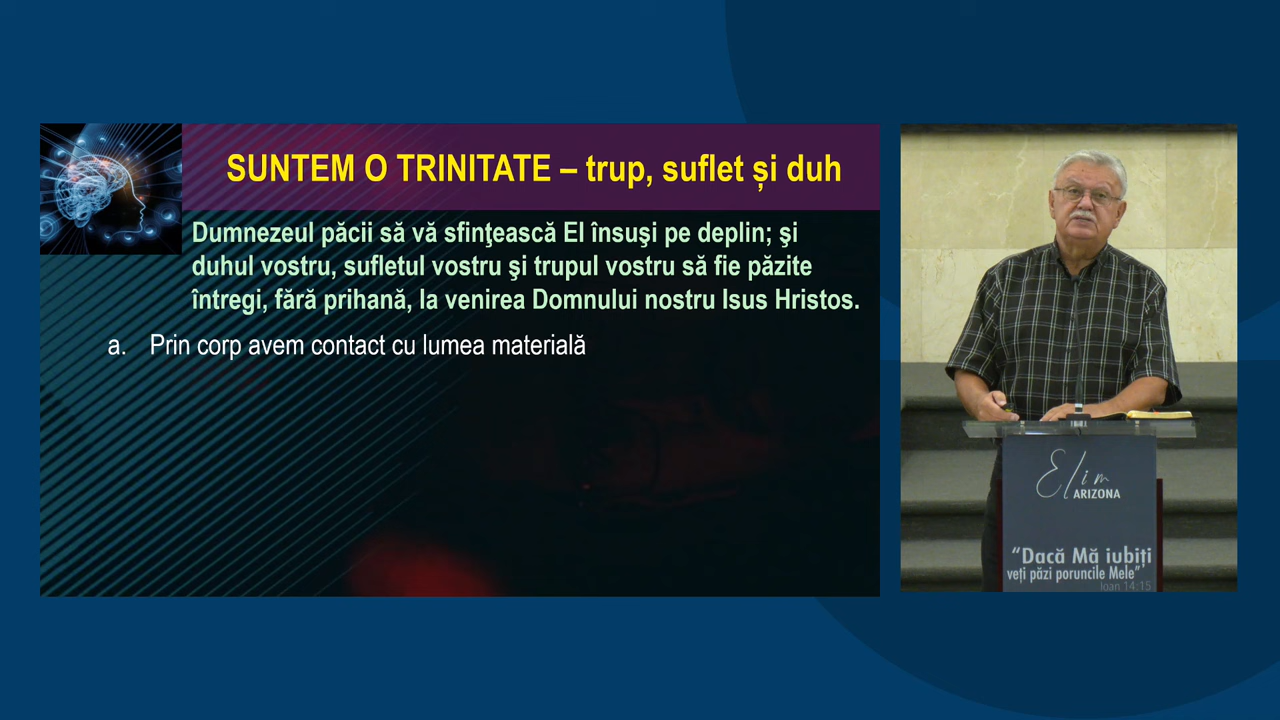 SUNTEM O TRINITATE – trup, suflet și duh
Dumnezeul păcii să vă sfinţească El însuşi pe deplin; şi
duhul vostru, sufletul vostru şi trupul vostru să fie păzite
întregi, fără prihană, la venirea Domnului nostru Isus Hristos.
a. Prin corp avem contact cu lumea materială
Elim
ARIZONA
“Dacă Mă iubiți
veți păzi poruncile Mele”
Ioan 14:15